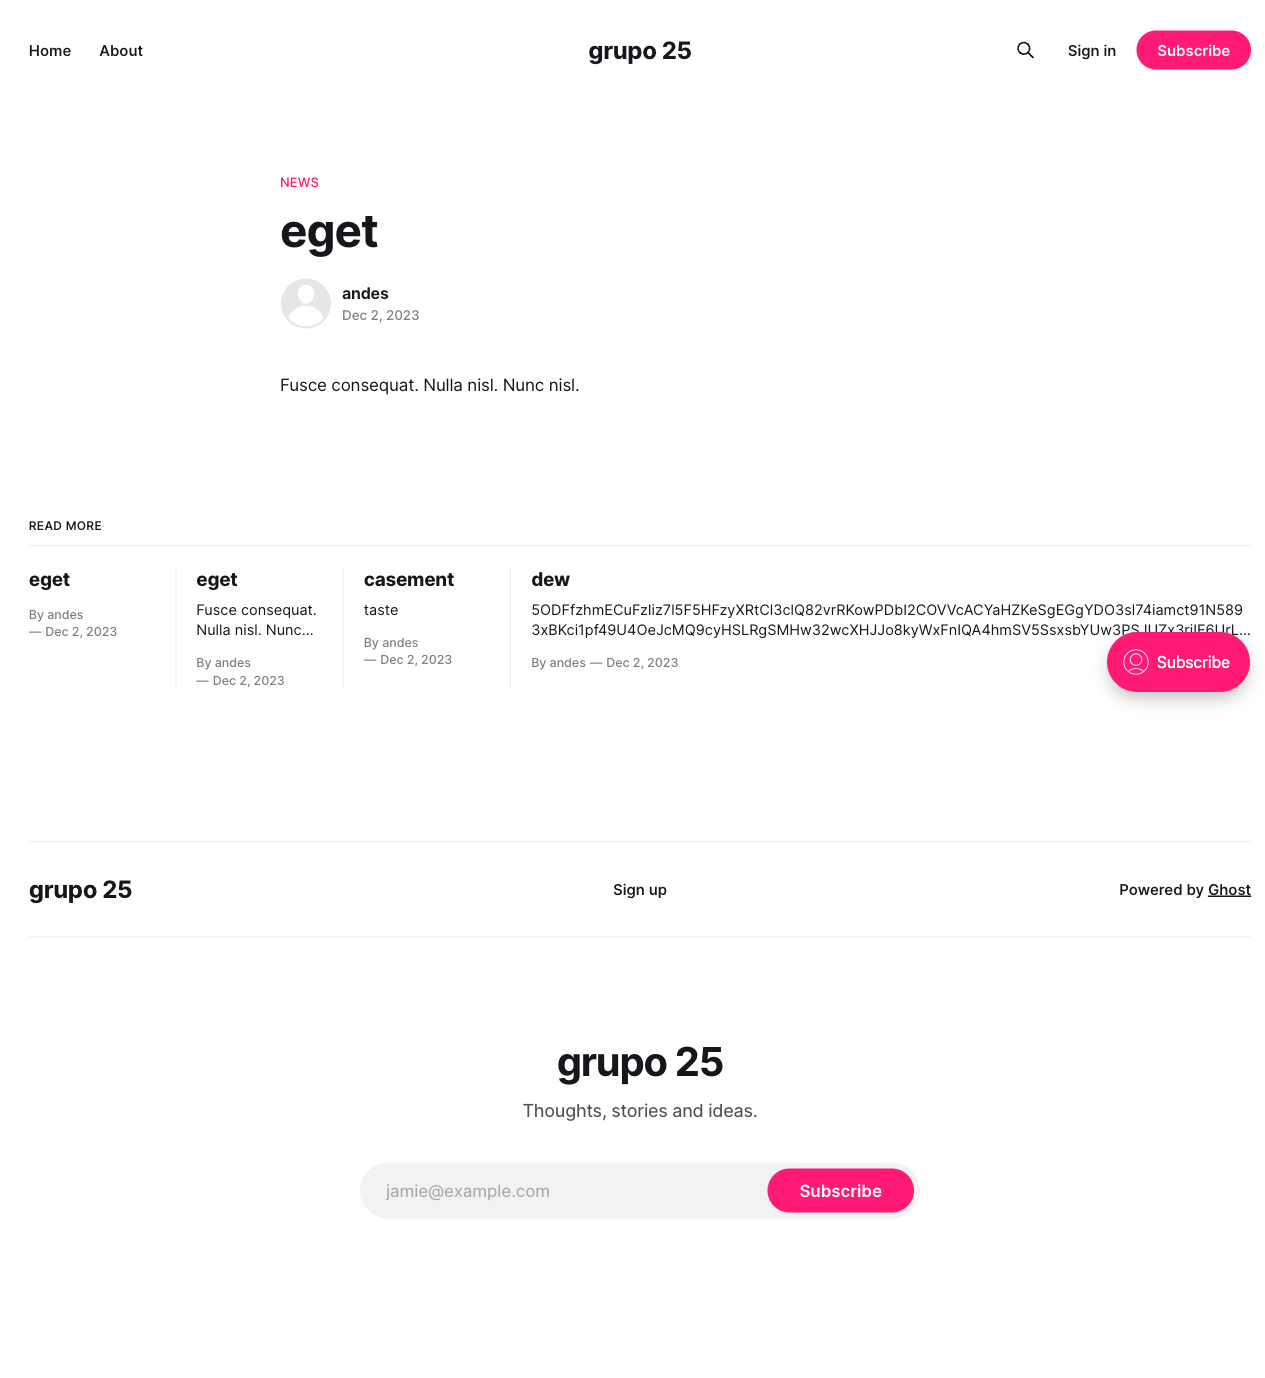 Home About grupo 25 Sign in Subscribe
NEWS
eget
andes
Dec 2, 2023
Fusce consequat. Nulla nisl. Nunc nisl.
READ MORE
eget
By andes
— Dec 2, 2023
eget
Fusce consequat.
Nulla nisl. Nunc...
By andes
— Dec 2, 2023
casement
taste
By andes
— Dec 2, 2023
dew
By andes — Dec 2, 2023
Subscribe
grupo 25 Sign up Powered by Ghost
grupo 25
Thoughts, stories and ideas.
jamie@example.com Subscribe